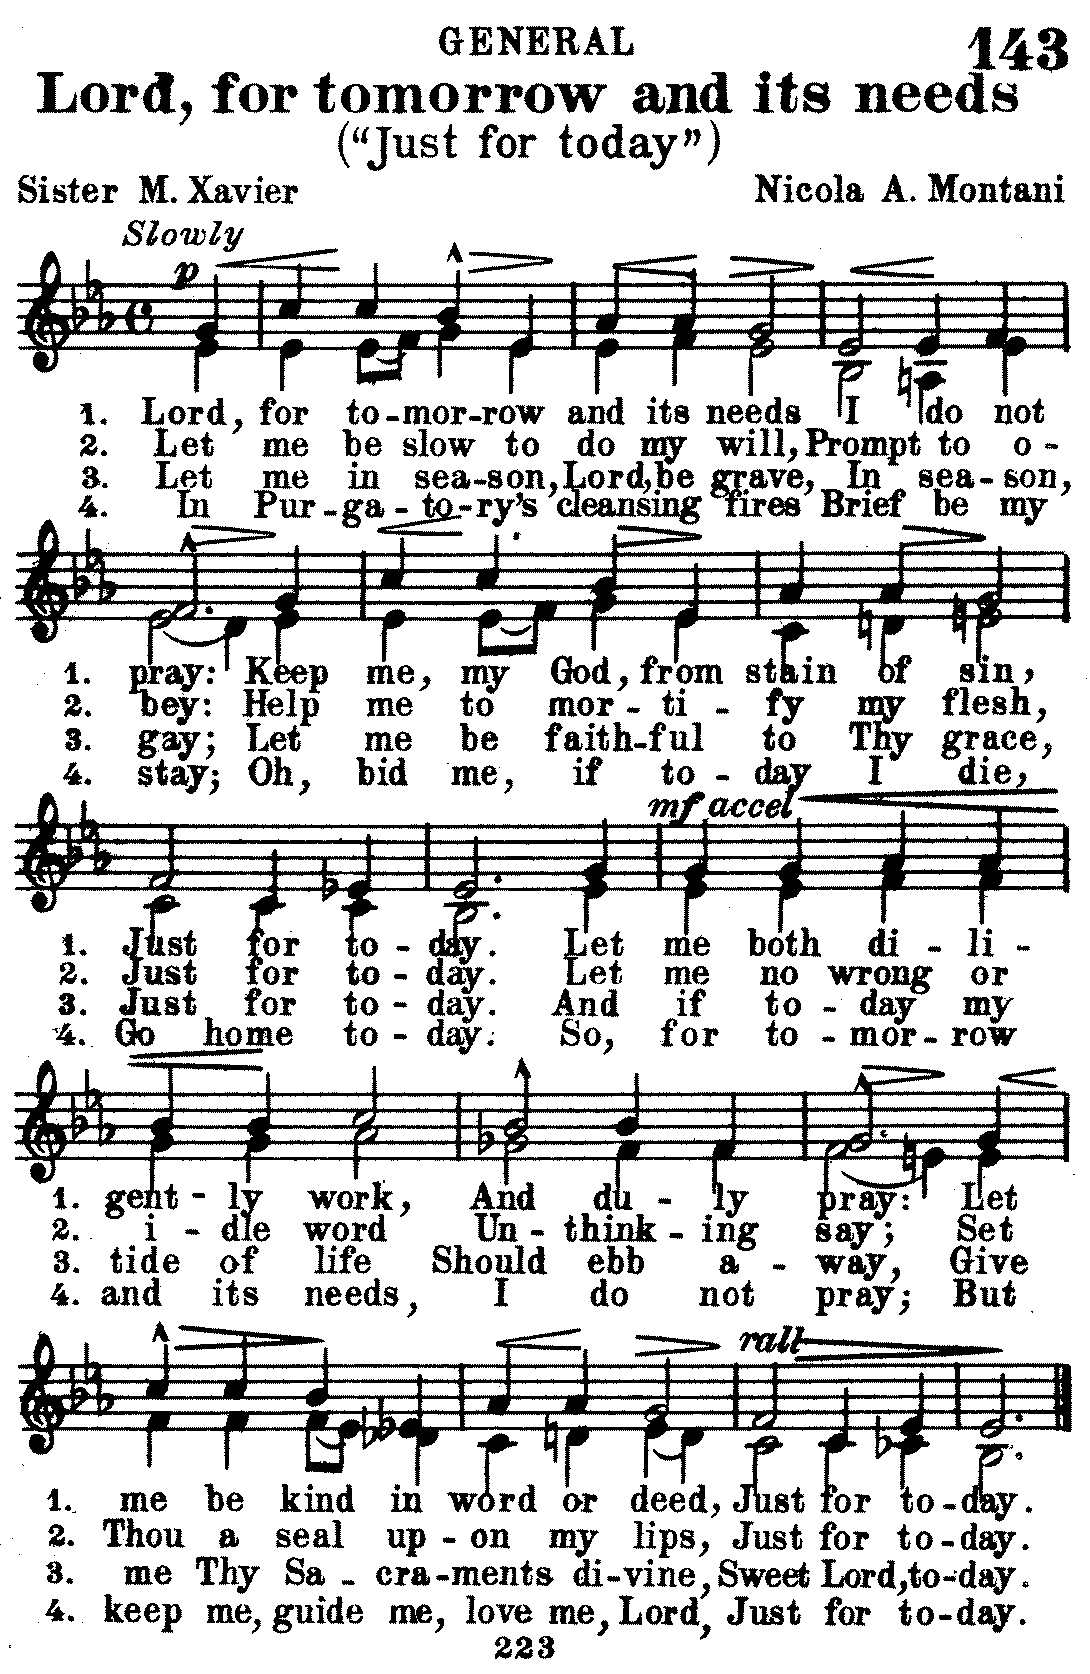 GENERAL 143
Lord, for tomorrow and its needs
("Just for today")
Sister M. Xavier Nicola A. Montani
Slowly
p
1. Lord, for to-mor-row and its needs I do not
2. Let me be slow to do my will, Prompt to o-
3. Let me in sea-son, Lord, be grave, In sea-son,
4. In Pur-ga-to-ry's cleansing fires Brief be my
1. pray: Keep me, my God, from stain of sin,
2. bey: Help me to mor-ti-fy my flesh,
3. gay; Let me be faith-ful to Thy grace,
4. stay; Oh, bid me, if to-day I die,
mf accel
1. Just for to-day. Let me both di-li-
2. Just for to-day. Let me no wrong or
3. Just for to-day. And if to-day my
4. Go home to-day. So, for to-mor-row
1. gent-ly work, And du-ly pray: Let
2. i-dle word Un-think-ing say; Set
3. tide of life Should ebb a-way, Give
4. and its needs, I do not pray; But
rall
1. me be kind in word or deed, Just for to-day.
2. Thou a seal up-on my lips, Just for to-day.
3. me Thy Sa-cra-ments di-vine, Sweet Lord, to-day.
4. keep me, guide me, love me, Lord, Just for to-day.
223